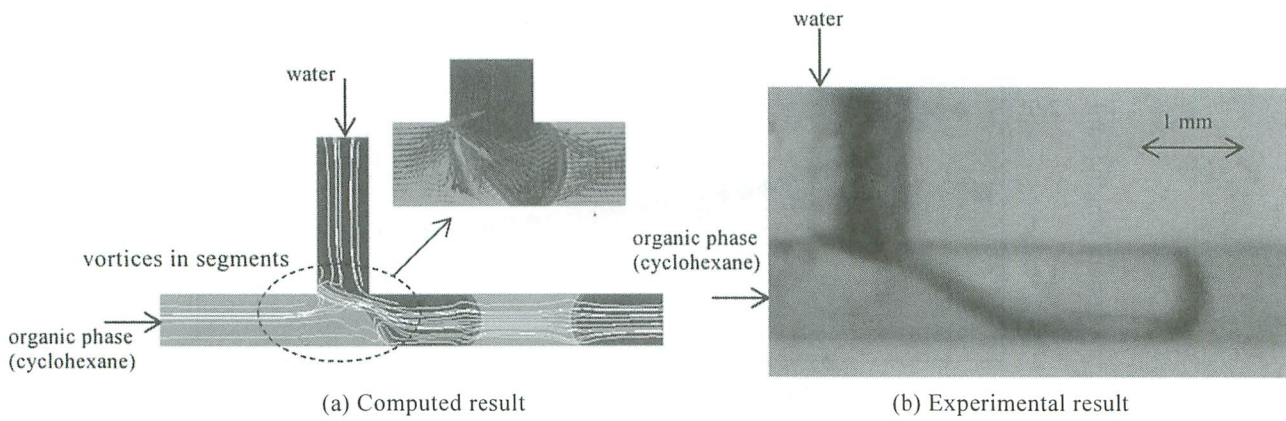 water
vortices in segments
organic phase
(cyclohexane)
(a) Computed result
water
1 mm
organic phase
(cyclohexane)
(b) Experimental result